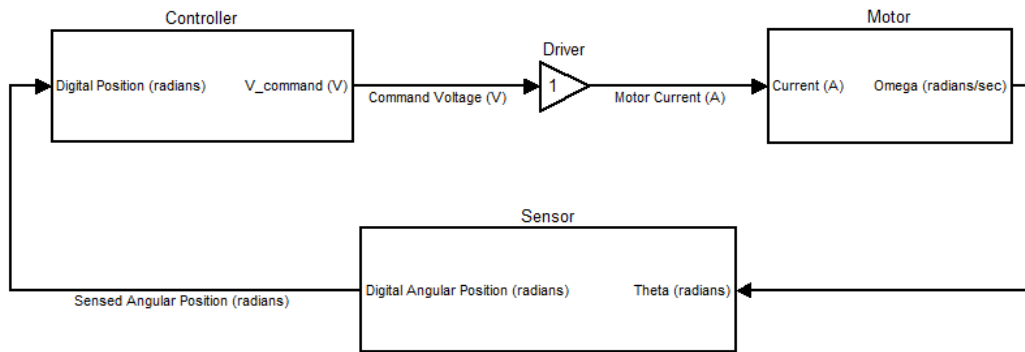 Controller
Digital Position (radians)
V_command (V)
Command Voltage (V)
Driver
1
Motor Current (A)
Motor
Current (A)
Omega (radians/sec)
Sensor
Digital Angular Position (radians)
Theta (radians)
Sensed Angular Position (radians)